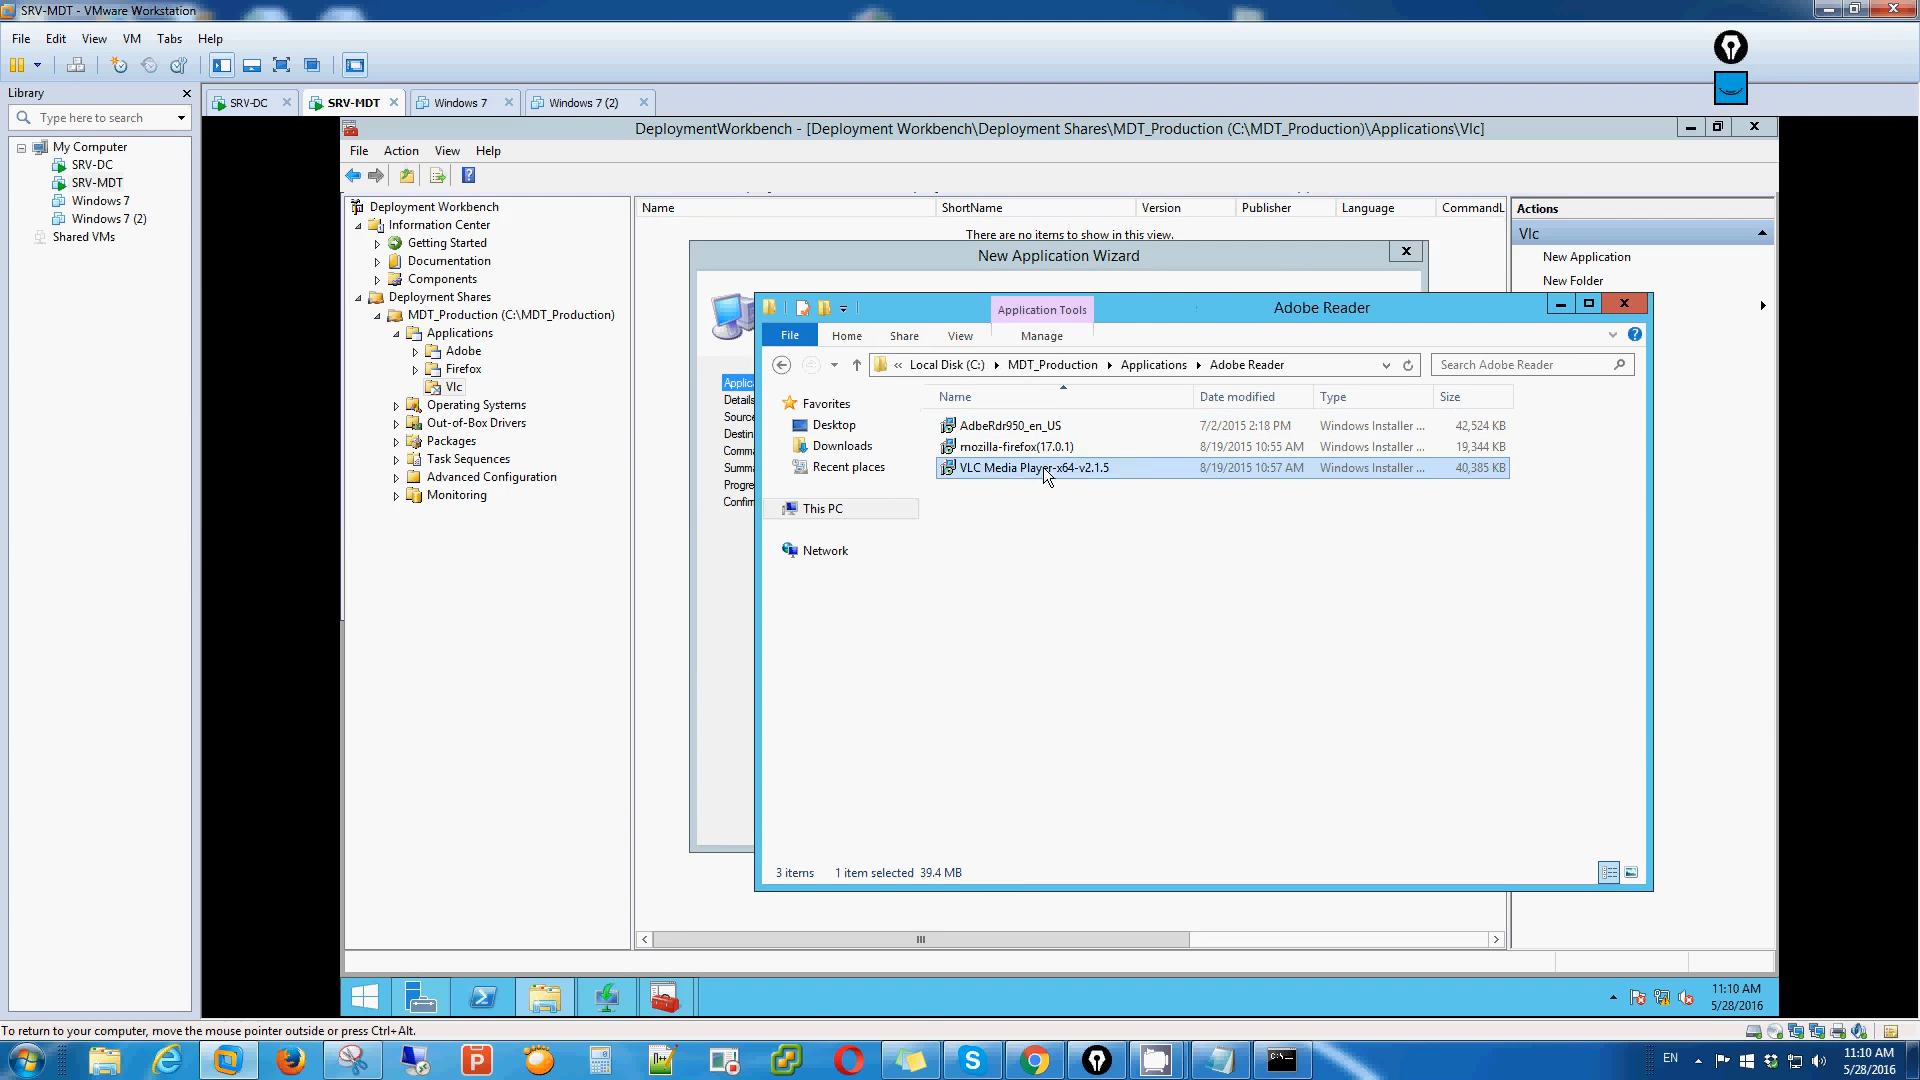 SRV-MDT - VMware Workstation
File Edit View VM Tabs Help
Library
Type here to search
My Computer
SRV-DC
SRV-MDT
Windows 7
Windows 7 (2)
Shared VMs
SRV-DC SRV-MDT Windows 7 Windows 7 (2)
DeploymentWorkbench - [Deployment Workbench\Deployment Shares\MDT_Production (C:\MDT_Production)\Applications\Vlc]
File Action View Help
Deployment Workbench
Information Center
Getting Started
Documentation
Components
Deployment Shares
MDT_Production (C:\MDT_Production)
Applications
Adobe
Firefox
Vlc
Operating Systems
Out-of-Box Drivers
Packages
Task Sequences
Advanced Configuration
Monitoring
Name ShortName Version Publisher Language CommandL
There are no items to show in this view.
Actions
Vlc
New Application
New Folder
New Application Wizard
Applic
Details
Source
Destin
Comma
Summa
Progre
Confirm
Application Tools
Adobe Reader
File Home Share View Manage
« Local Disk (C:) MDT_Production Applications Adobe Reader
Search Adobe Reader
Favorites
Desktop
Downloads
Recent places
This PC
Network
Name Date modified Type Size
AdbeRdr950_en_US 7/2/2015 2:18 PM Windows Installer ... 42,524 KB
mozilla-firefox(17.0.1) 8/19/2015 10:55 AM Windows Installer ... 19,344 KB
VLC Media Player-x64-v2.1.5 8/19/2015 10:57 AM Windows Installer ... 40,385 KB
3 items 1 item selected 39.4 MB
11:10 AM
5/28/2016
To return to your computer, move the mouse pointer outside or press Ctrl+Alt.
EN
11:10 AM
5/28/2016